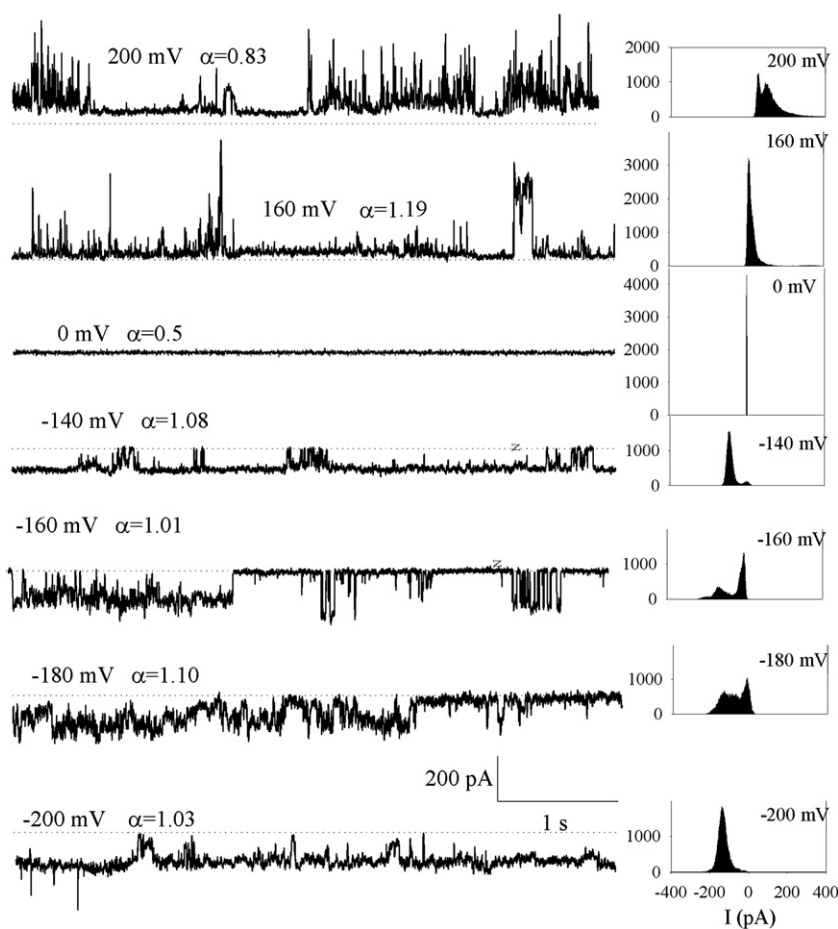 200 mV α=0.83
2000
1000
0
200 mV
160 mV α=1.19
3000
2000
1000
0
160 mV
0 mV α=0.5
4000
3000
2000
1000
0
0 mV
-140 mV α=1.08
N
1000
0
-140 mV
-160 mV α=1.01
N
1000
0
-160 mV
-180 mV α=1.10
1000
0
-180 mV
200 pA
1 s
-200 mV α=1.03
1000
0
-200 mV
-400 -200 0 200 400
I (pA)